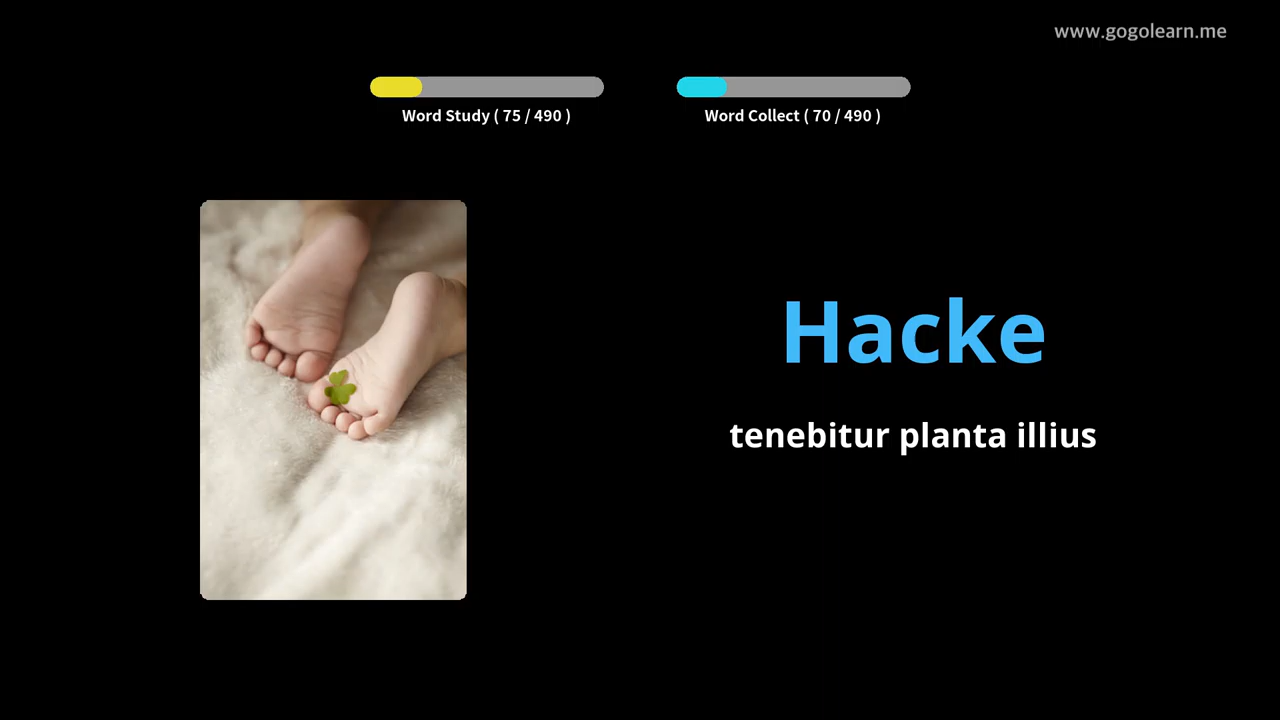 www.gogolearn.me
Word Study ( 75 / 490 )
Word Collect ( 70 / 490 )
Hacke
tenebitur planta illius